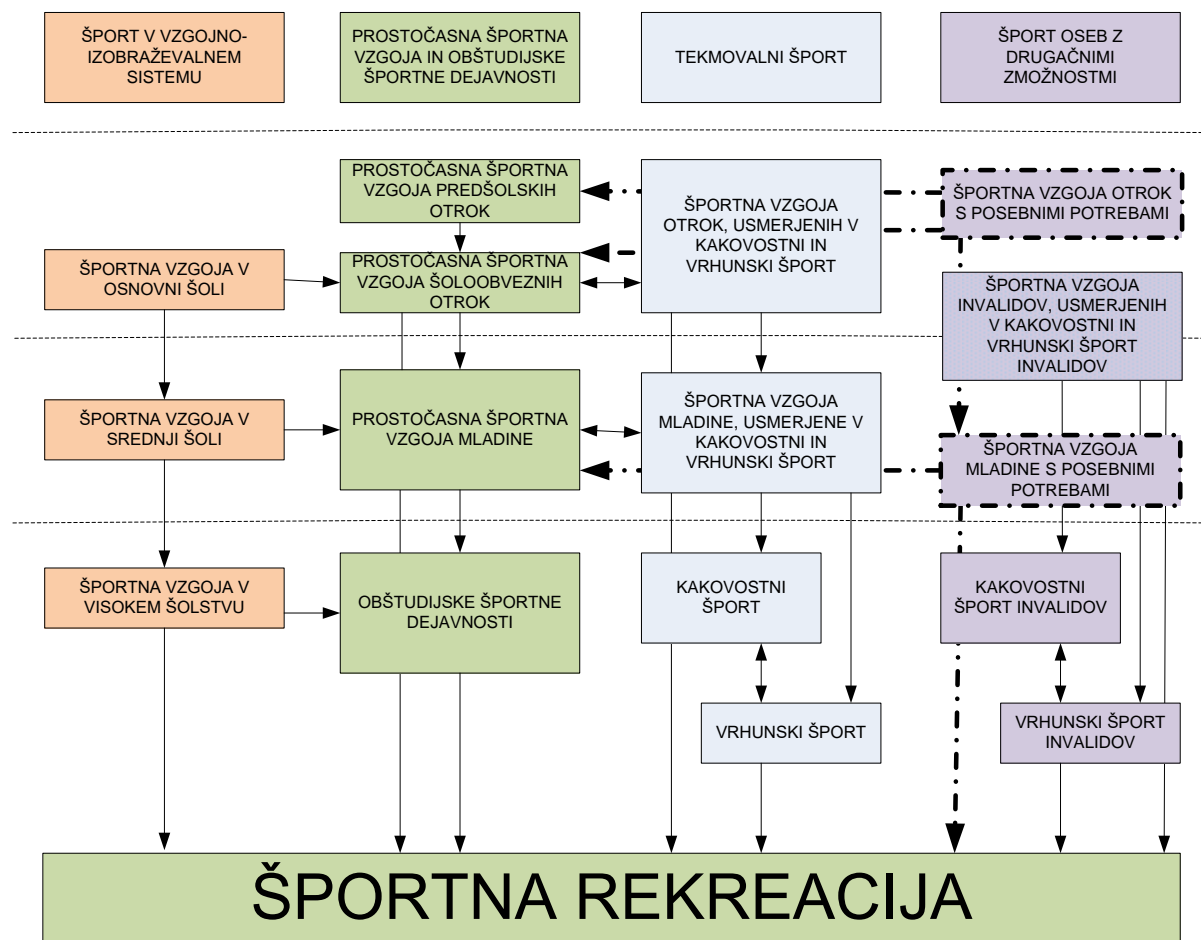 ŠPORT V VZGOJNO-
IZOBRAŽEVALNEM
SISTEMU
PROSTOČASNA ŠPORTNA
VZGOJA IN OBŠTUDIJSKE
ŠPORTNE DEJAVNOSTI
TEKMOVALNI ŠPORT
ŠPORT OSEB Z
DRUGAČNIMI
ZMOŽNOSTMI
PROSTOČASNA ŠPORTNA
VZGOJA PREDŠOLSKIH
OTROK
ŠPORTNA VZGOJA
OTROK, USMERJENIH V
KAKOVOSTNI IN
VRHUNSKI ŠPORT
ŠPORTNA VZGOJA OTROK
S POSEBNIMI POTREBAMI
ŠPORTNA VZGOJA V
OSNOVNI ŠOLI
PROSTOČASNA ŠPORTNA
VZGOJA ŠOLOOBVEZNIH
OTROK
ŠPORTNA VZGOJA
INVALIDOV, USMERJENIH
V KAKOVOSTNI IN
VRHUNSKI ŠPORT
INVALIDOV
ŠPORTNA VZGOJA V
SREDNJI ŠOLI
PROSTOČASNA ŠPORTNA
VZGOJA MLADINE
ŠPORTNA VZGOJA
MLADINE, USMERJENE V
KAKOVOSTNI IN
VRHUNSKI ŠPORT
ŠPORTNA VZGOJA
MLADINE S POSEBNIMI
POTREBAMI
ŠPORTNA VZGOJA V
VISOKEM ŠOLSTVU
OBŠTUDIJSKE ŠPORTNE
DEJAVNOSTI
KAKOVOSTNI
ŠPORT
KAKOVOSTNI
ŠPORT INVALIDOV
VRHUNSKI ŠPORT
VRHUNSKI ŠPORT
INVALIDOV
ŠPORTNA REKREACIJA